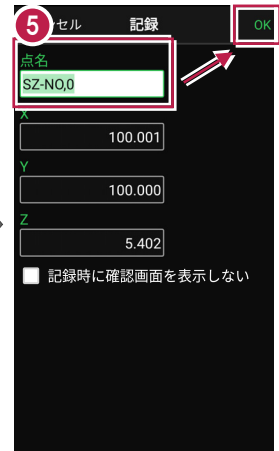 5 セル 記録 OK
点名
SZ-NO,0
X
100.001
Y
100.000
Z
5.402
記録時に確認画面を表示しない